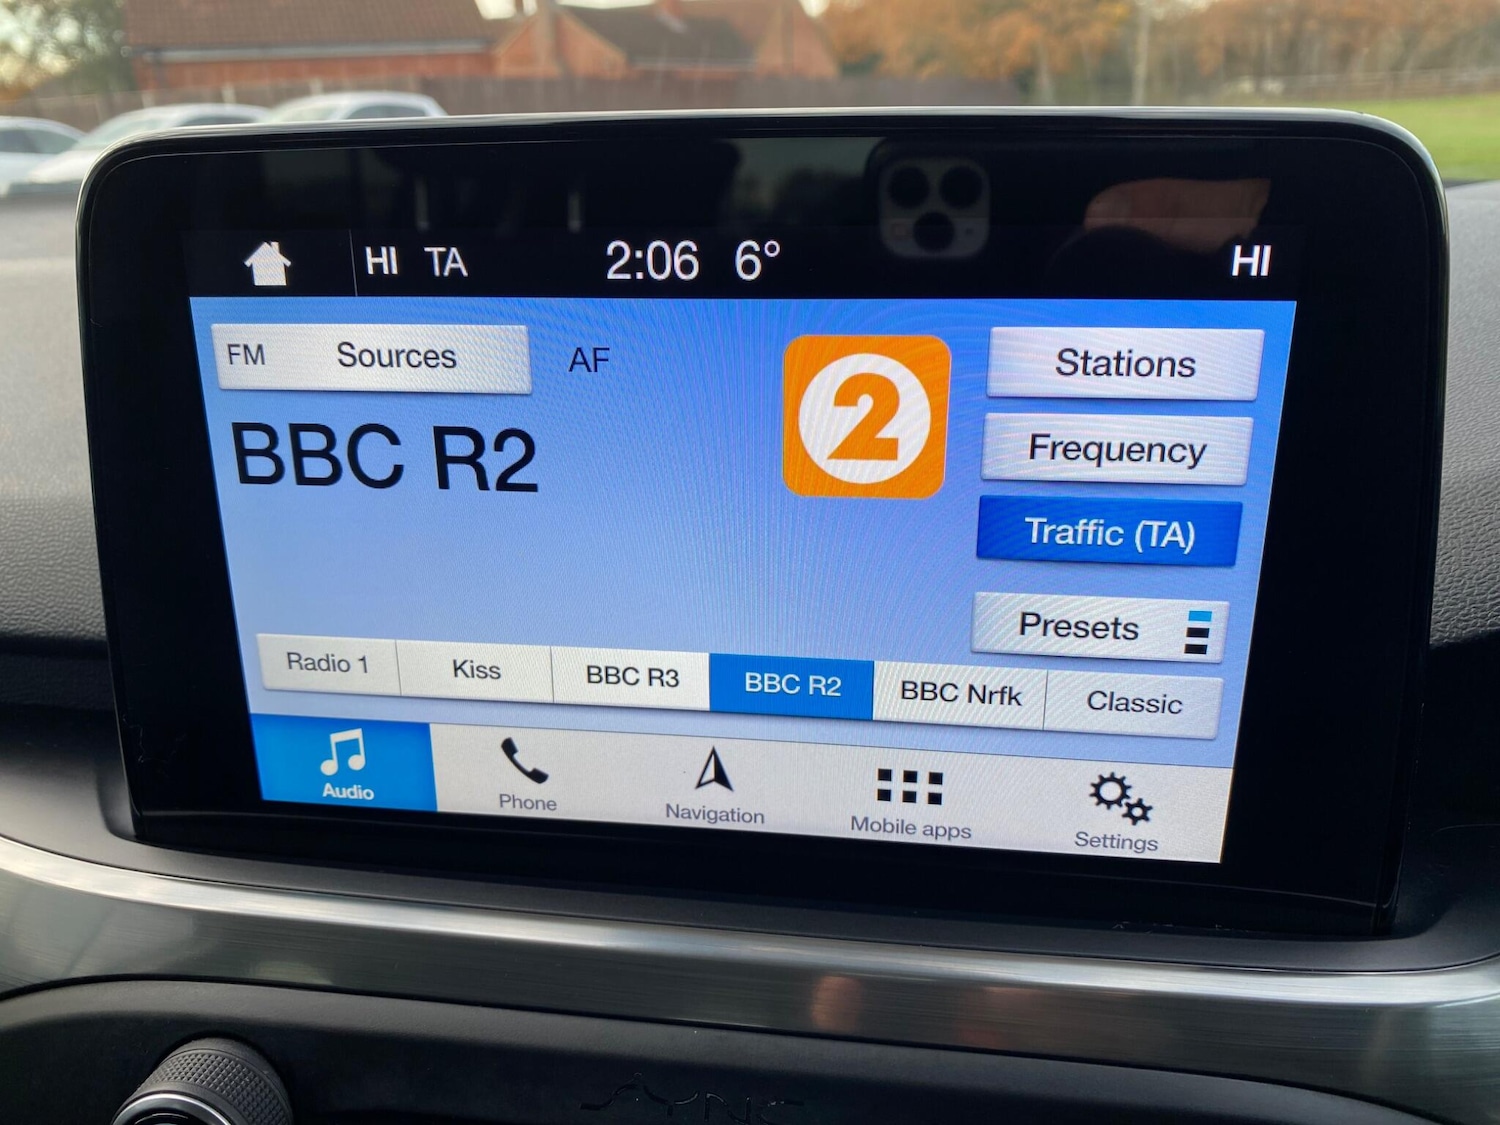 HI TA 2:06 6° HI
FM Sources AF
2
Stations
BBC R2
Frequency
Traffic (TA)
Presets
Radio 1 Kiss BBC R3 BBC R2 BBC Nrfk Classic
Audio Phone Navigation Mobile apps Settings
SYNC